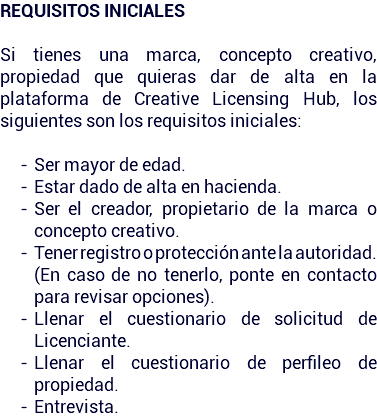 REQUISITOS INICIALES
Si tienes una marca, concepto creativo,
propiedad que quieras dar de alta en la
plataforma de Creative Licensing Hub, los
siguientes son los requisitos iniciales:
- Ser mayor de edad.
- Estar dado de alta en hacienda.
- Ser el creador, propietario de la marca o
concepto creativo.
- Tener registro o protección ante la autoridad.
(En caso de no tenerlo, ponte en contacto
para revisar opciones).
- Llenar el cuestionario de solicitud de
Licenciante.
- Llenar el cuestionario de perfileo de
propiedad.
- Entrevista.